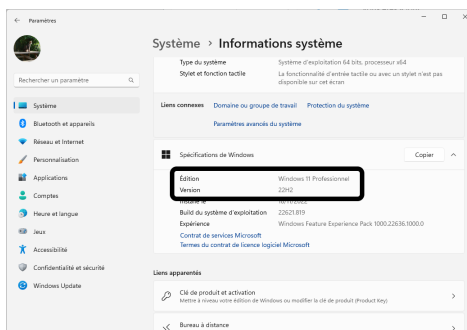 Paramètres
Système > Informations système
Type du système Système d'exploitation 64 bits, processeur x64
Stylet et fonction tactile La fonctionnalité d'entrée tactile ou avec un stylet n'est pas
disponible sur cet écran
Rechercher un paramètre
Système
Bluetooth et appareils
Réseau et Internet
Personnalisation
Applications
Comptes
Heure et langue
Jeux
Accessibilité
Confidentialité et sécurité
Windows Update
Liens connexes Domaine ou groupe de travail Protection du système
Paramètres avancés du système
Spécifications de Windows Copier
Édition Windows 11 Professionnel
Version 22H2
Installé le
Build du système d'exploitation 22621.819
Expérience Windows Feature Experience Pack 1000.22636.1000.0
Contrat de services Microsoft
Termes du contrat de licence logiciel Microsoft
Liens apparentés
Clé de produit et activation
Mettre à niveau votre édition de Windows ou modifier la clé de produit (Product Key)
Bureau à distance